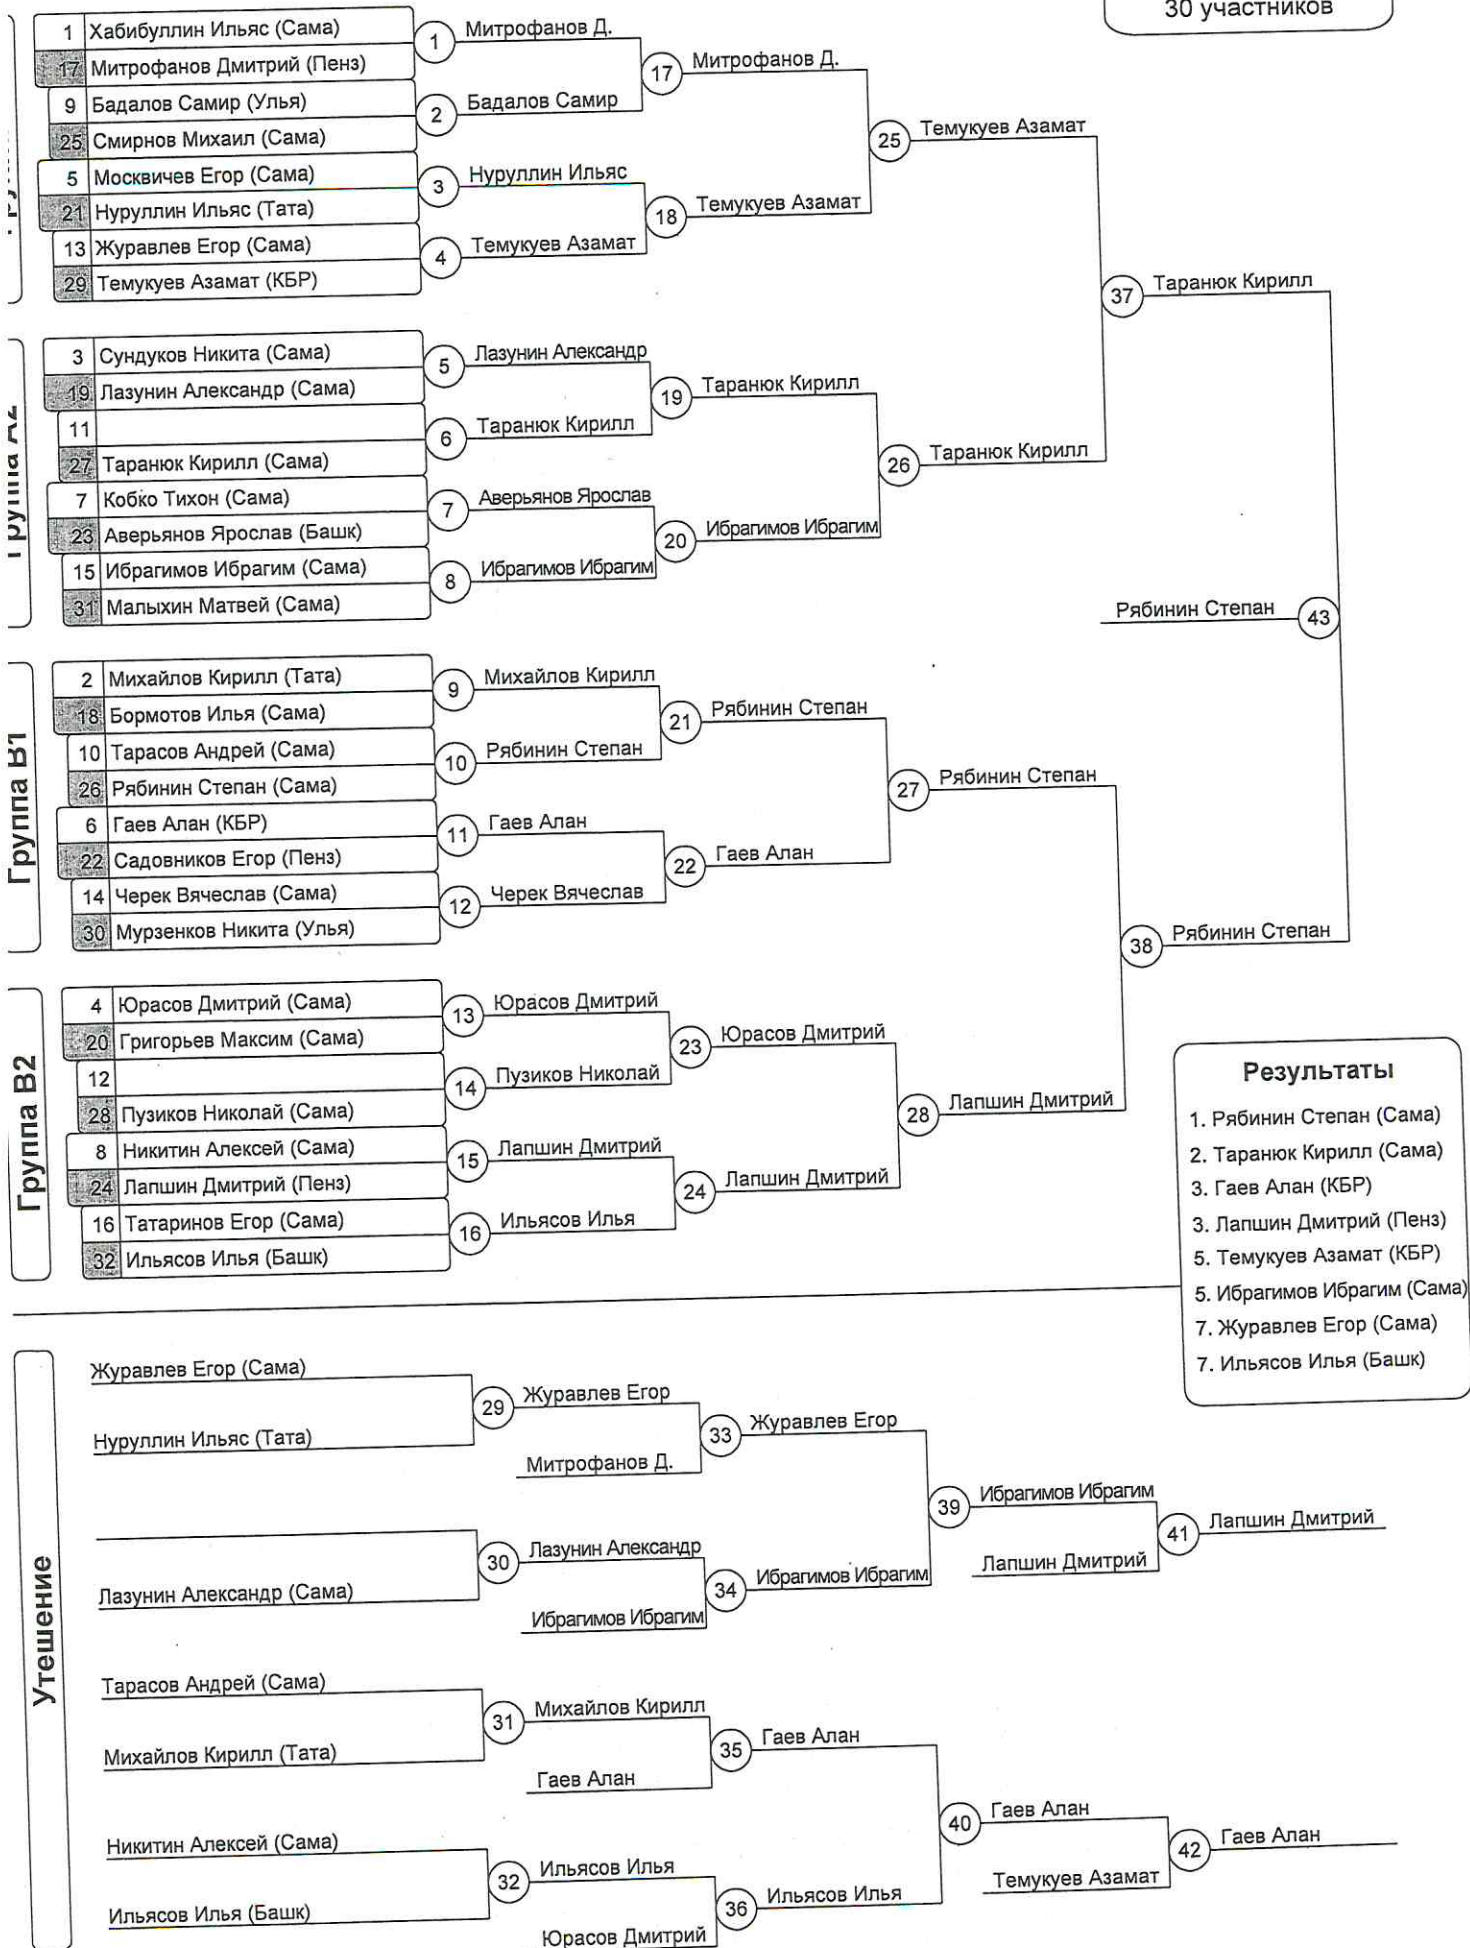 30 участников
1 Хабибуллин Ильяс (Сама)
17 Митрофанов Дмитрий (Пенз)
9 Бадалов Самир (Улья)
25 Смирнов Михаил (Сама)
5 Москвичев Егор (Сама)
21 Нуруллин Ильяс (Тата)
13 Журавлев Егор (Сама)
29 Темукуев Азамат (КБР)
1 Митрофанов Д.
2 Бадалов Самир
3 Нуруллин Ильяс
4 Темукуев Азамат
17 Митрофанов Д.
18 Темукуев Азамат
25 Темукуев Азамат
Группа A2
3 Сундуков Никита (Сама)
19 Лазунин Александр (Сама)
11
27 Таранюк Кирилл (Сама)
7 Кобко Тихон (Сама)
23 Аверьянов Ярослав (Башк)
15 Ибрагимов Ибрагим (Сама)
31 Малыхин Матвей (Сама)
5 Лазунин Александр
6 Таранюк Кирилл
7 Аверьянов Ярослав
8 Ибрагимов Ибрагим
19 Таранюк Кирилл
20 Ибрагимов Ибрагим
26 Таранюк Кирилл
37 Таранюк Кирилл
Рябинин Степан 43
Группа B1
2 Михайлов Кирилл (Тата)
18 Бормотов Илья (Сама)
10 Тарасов Андрей (Сама)
26 Рябинин Степан (Сама)
6 Гаев Алан (КБР)
22 Садовников Егор (Пенз)
14 Черек Вячеслав (Сама)
30 Мурзенков Никита (Улья)
9 Михайлов Кирилл
10 Рябинин Степан
11 Гаев Алан
12 Черек Вячеслав
21 Рябинин Степан
22 Гаев Алан
27 Рябинин Степан
38 Рябинин Степан
Группа B2
4 Юрасов Дмитрий (Сама)
20 Григорьев Максим (Сама)
12
28 Пузиков Николай (Сама)
8 Никитин Алексей (Сама)
24 Лапшин Дмитрий (Пенз)
16 Татаринов Егор (Сама)
32 Ильясов Илья (Башк)
13 Юрасов Дмитрий
14 Пузиков Николай
15 Лапшин Дмитрий
16 Ильясов Илья
23 Юрасов Дмитрий
24 Лапшин Дмитрий
28 Лапшин Дмитрий
Результаты
1. Рябинин Степан (Сама)
2. Таранюк Кирилл (Сама)
3. Гаев Алан (КБР)
3. Лапшин Дмитрий (Пенз)
5. Темукуев Азамат (КБР)
5. Ибрагимов Ибрагим (Сама)
7. Журавлев Егор (Сама)
7. Ильясов Илья (Башк)
Утешение
Журавлев Егор (Сама)
Нуруллин Ильяс (Тата)
29 Журавлев Егор
Митрофанов Д.
33 Журавлев Егор
Лазунин Александр (Сама)
30 Лазунин Александр
Ибрагимов Ибрагим
34 Ибрагимов Ибрагим
39 Ибрагимов Ибрагим
Лапшин Дмитрий
41 Лапшин Дмитрий
Тарасов Андрей (Сама)
Михайлов Кирилл (Тата)
31 Михайлов Кирилл
Гаев Алан
35 Гаев Алан
Никитин Алексей (Сама)
Ильясов Илья (Башк)
32 Ильясов Илья
Юрасов Дмитрий
36 Ильясов Илья
40 Гаев Алан
Темукуев Азамат
42 Гаев Алан